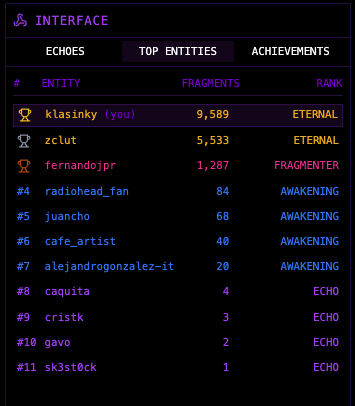 INTERFACE
ECHOES TOP ENTITIES ACHIEVEMENTS
# ENTITY FRAGMENTS RANK
klasinky (you) 9,589 ETERNAL
zclut 5,533 ETERNAL
fernandojpr 1,287 FRAGMENTER
#4 radiohead_fan 84 AWAKENING
#5 juancho 68 AWAKENING
#6 cafe_artist 40 AWAKENING
#7 alejandrogonzalez-it 20 AWAKENING
#8 caquita 4 ECHO
#9 cristk 3 ECHO
#10 gavo 2 ECHO
#11 sk3st0ck 1 ECHO